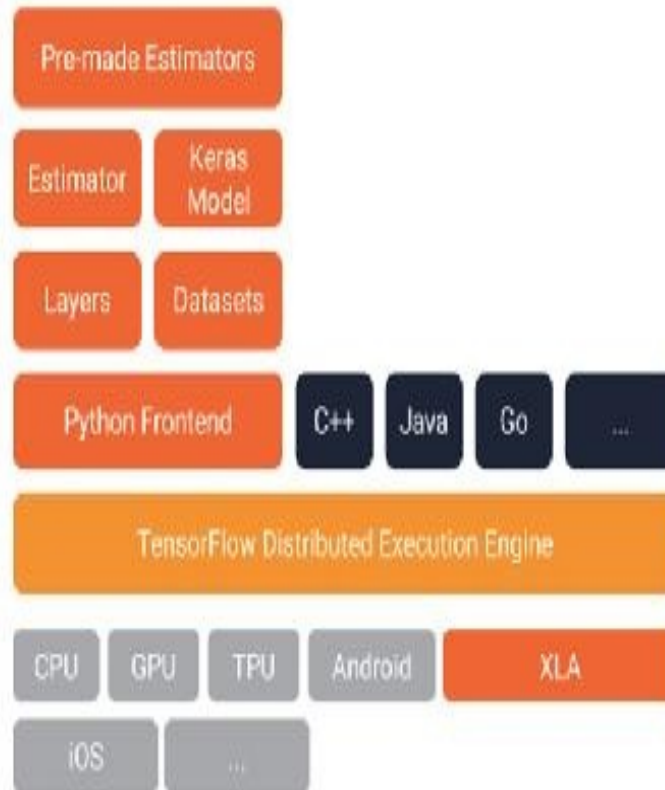 Pre-made Estimators
Estimator
Keras
Model
Layers
Datasets
Python Frontend
C++
Java
Go
...
TensorFlow Distributed Execution Engine
CPU
GPU
TPU
Android
XLA
iOS
...